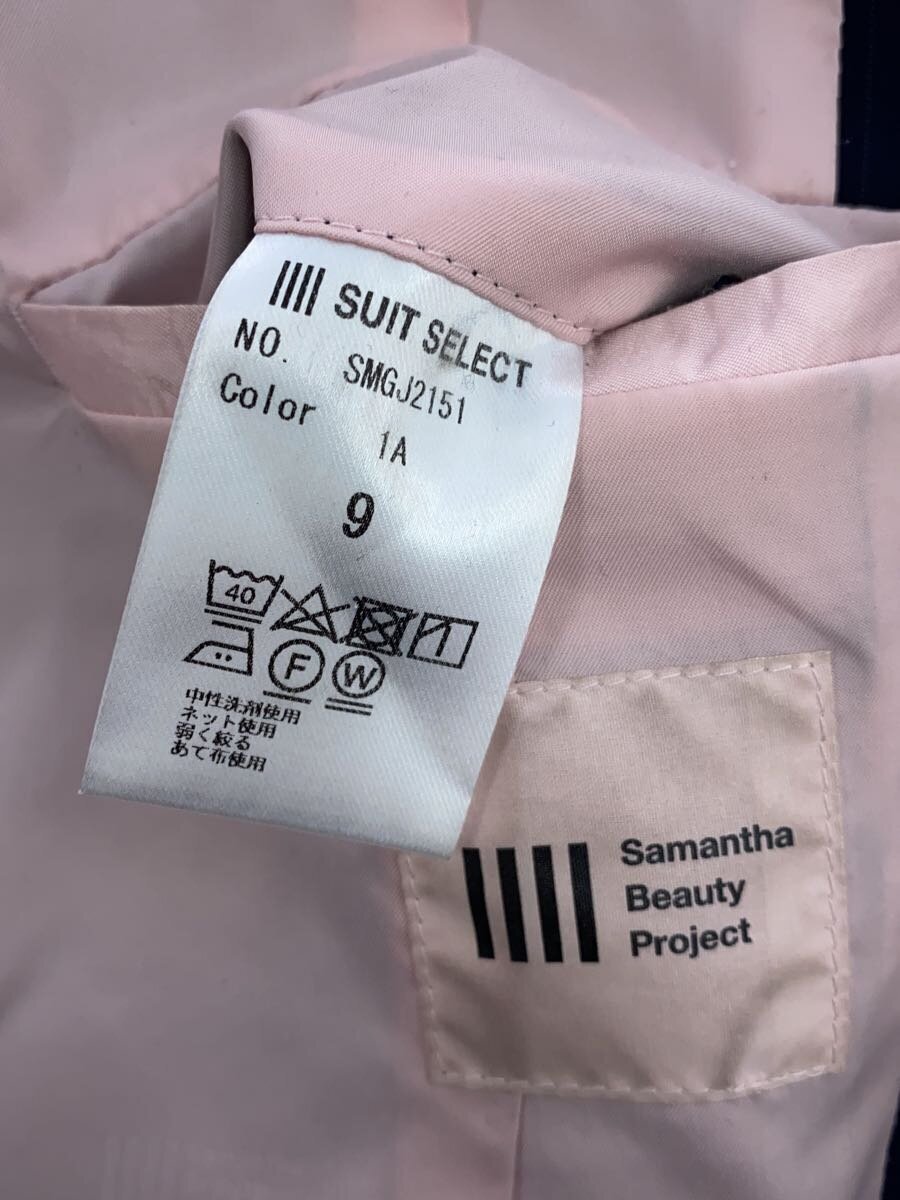 SUIT SELECT
NO. SMGJ2151
Color 1A
9
40
F W
中性洗剤使用
ネット使用
弱く絞る
あて布使用
Samantha
Beauty
Project